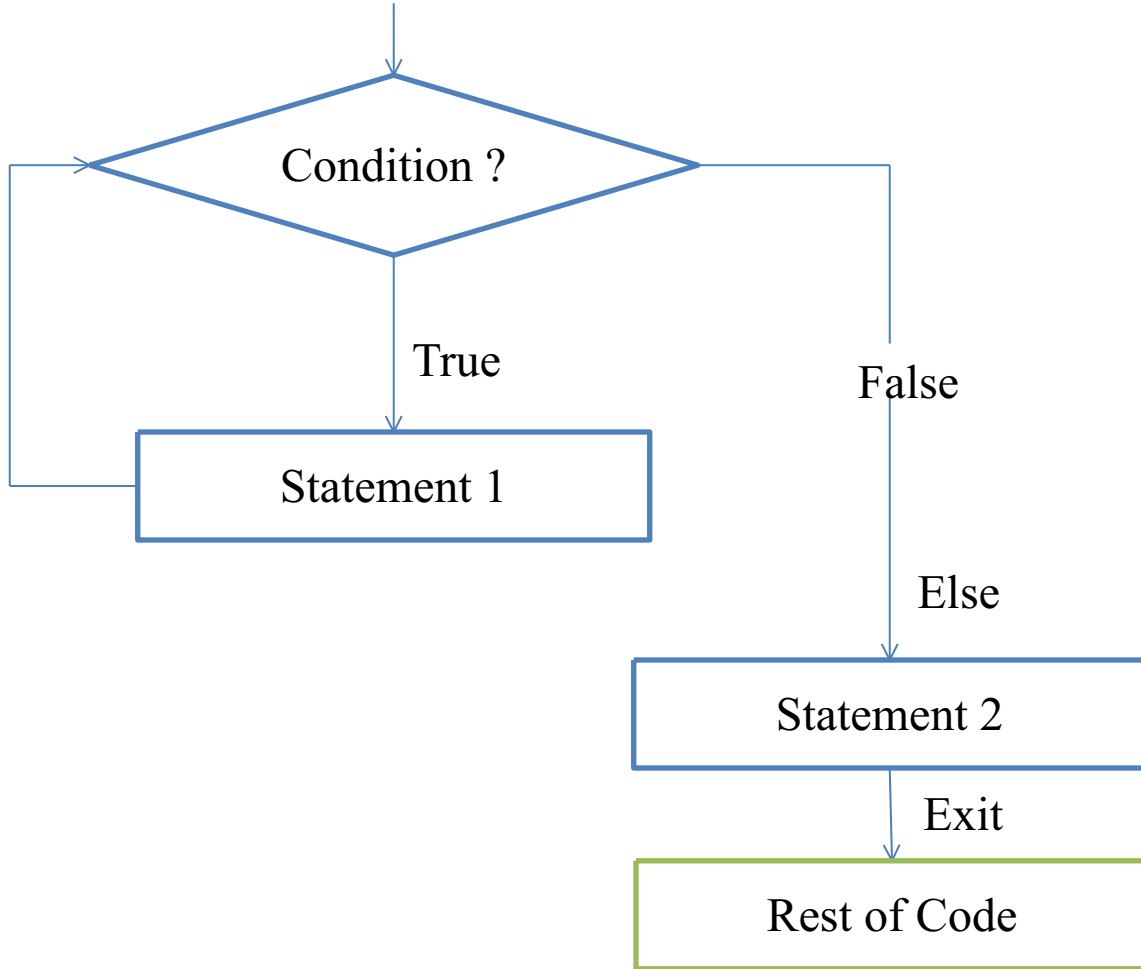 Condition ?
True
False
Statement 1
Else
Statement 2
Exit
Rest of Code